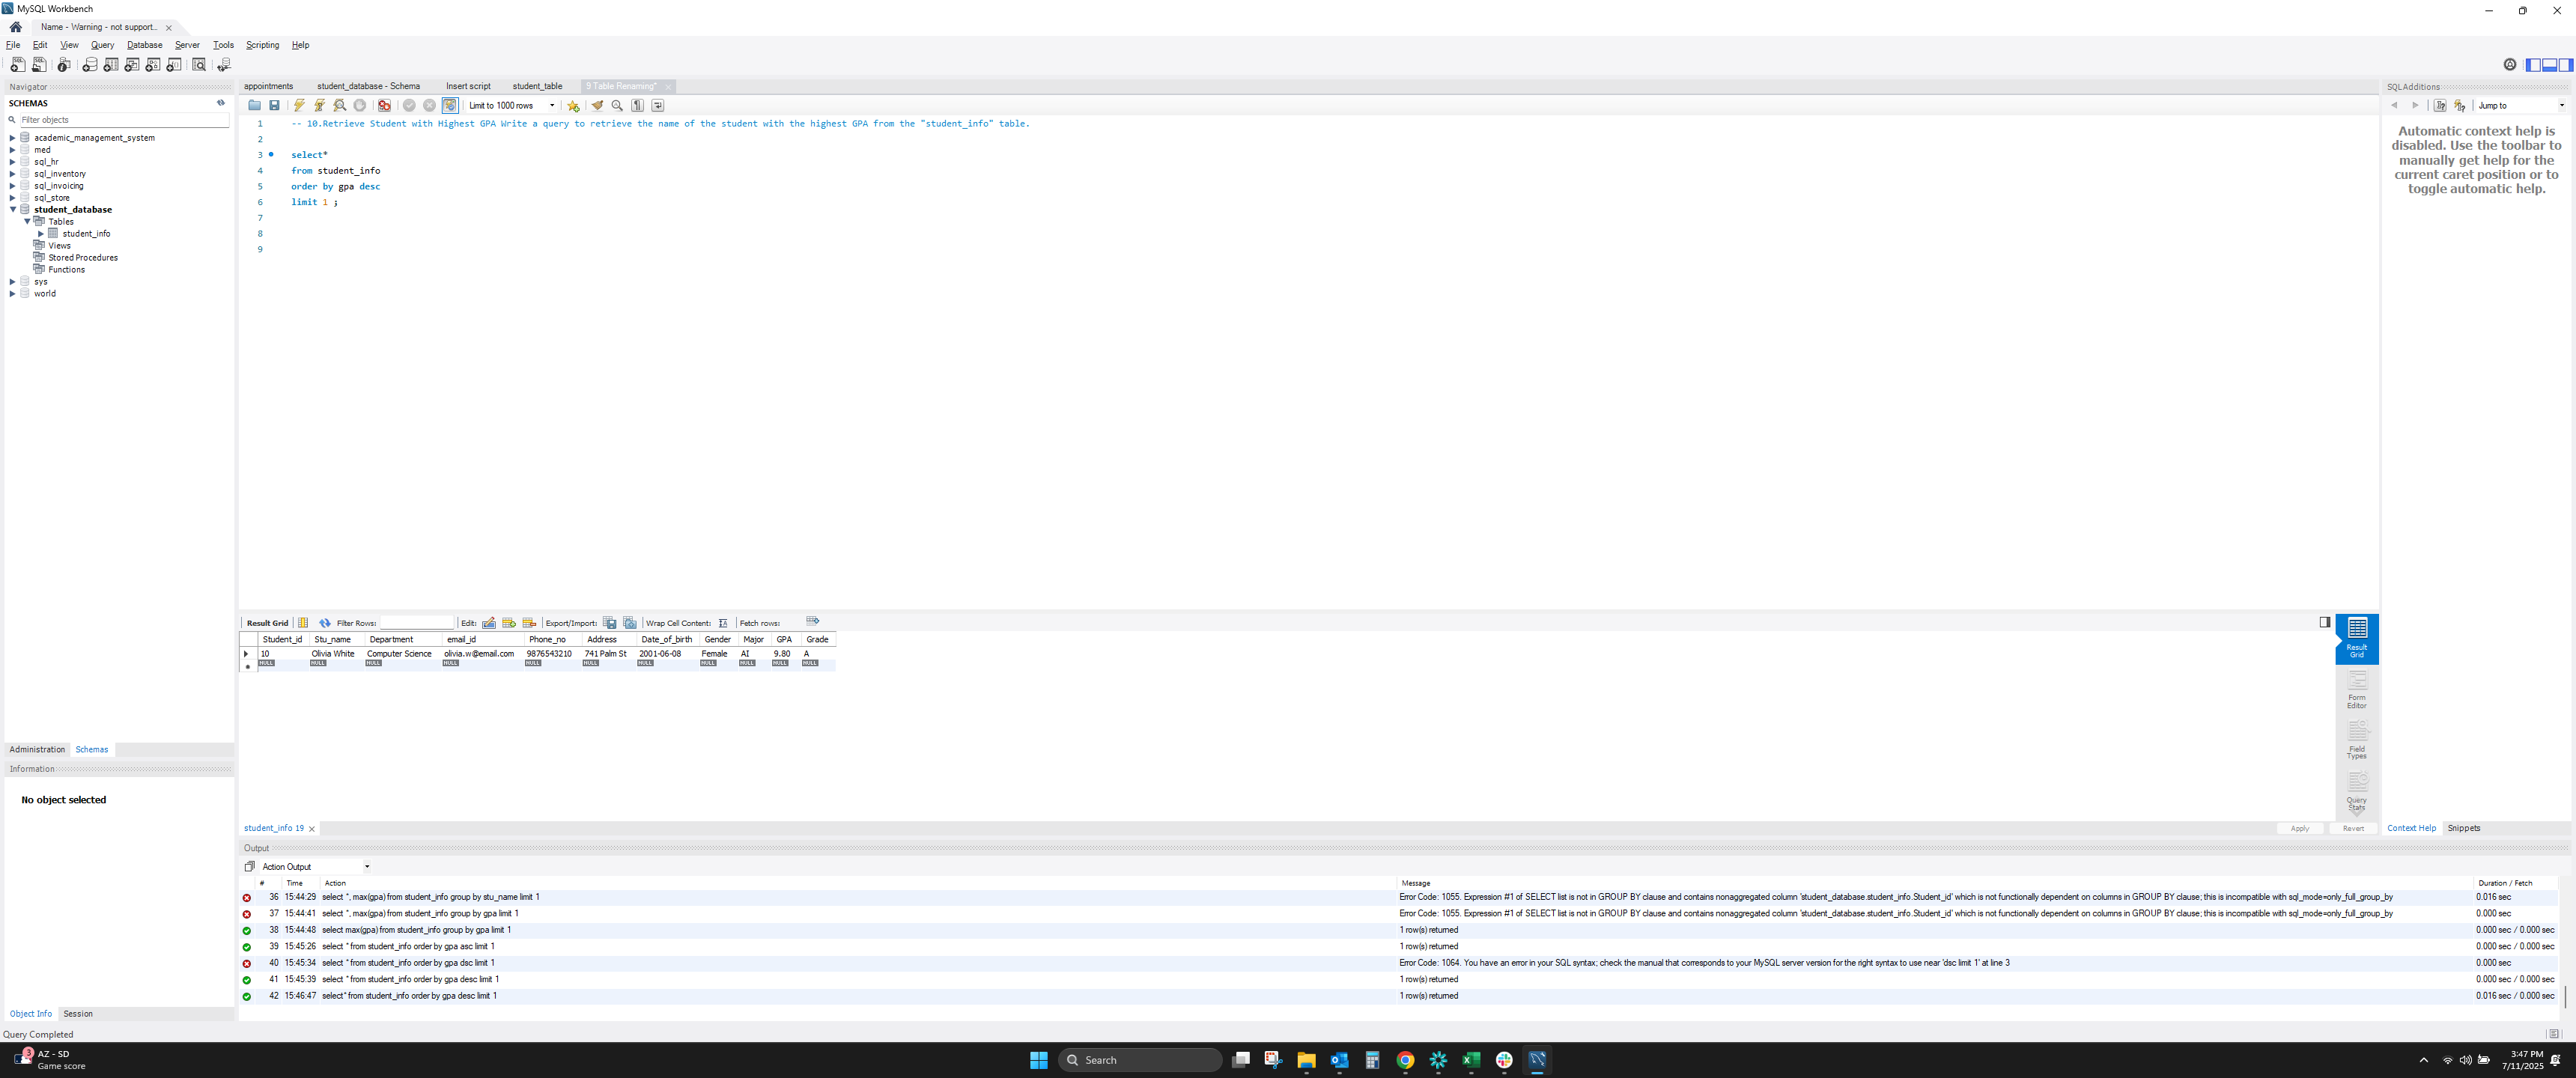 MySQL Workbench
Name - Warning - not support...
File Edit View Query Database Server Tools Scripting Help
Navigator
SCHEMAS
Filter objects
academic_management_system
med
sql_hr
sql_inventory
sql_invoicing
sql_store
student_database
Tables
student_info
Views
Stored Procedures
Functions
sys
world
Administration Schemas
Information
No object selected
Object Info Session
Query Completed
appointments student_database - Schema Insert script student_table 9 Table Renaming*
Limit to 1000 rows
1 -- 10.Retrieve Student with Highest GPA Write a query to retrieve the name of the student with the highest GPA from the "student_info" table.
2
3 select*
4 from student_info
5 order by gpa desc
6 limit 1 ;
7
8
9
Result Grid Filter Rows: Edit: Export/Import: Wrap Cell Content: Fetch rows:
Student_id Stu_name Department email_id Phone_no Address Date_of_birth Gender Major GPA Grade
10 Olivia White Computer Science olivia.w@email.com 9876543210 741 Palm St 2001-06-08 Female AI 9.80 A
NULL NULL NULL NULL NULL NULL NULL NULL NULL NULL NULL
Result
Grid
Form
Editor
Field
Types
Query
Stats
student_info 19
Apply Revert
Output
Action Output
# Time Action Message Duration / Fetch
36 15:44:29 select *, max(gpa) from student_info group by stu_name limit 1 Error Code: 1055. Expression #1 of SELECT list is not in GROUP BY clause and contains nonaggregated column 'student_database.student_info.Student_id' which is not functionally dependent on columns in GROUP BY clause; this is incompatible with sql_mode=only_full_group_by 0.016 sec
37 15:44:41 select *, max(gpa) from student_info group by gpa limit 1 Error Code: 1055. Expression #1 of SELECT list is not in GROUP BY clause and contains nonaggregated column 'student_database.student_info.Student_id' which is not functionally dependent on columns in GROUP BY clause; this is incompatible with sql_mode=only_full_group_by 0.000 sec
38 15:44:48 select max(gpa) from student_info group by gpa limit 1 1 row(s) returned 0.000 sec / 0.000 sec
39 15:45:26 select * from student_info order by gpa asc limit 1 1 row(s) returned 0.000 sec / 0.000 sec
40 15:45:34 select * from student_info order by gpa dsc limit 1 Error Code: 1064. You have an error in your SQL syntax; check the manual that corresponds to your MySQL server version for the right syntax to use near 'dsc limit 1' at line 3 0.000 sec
41 15:45:39 select * from student_info order by gpa desc limit 1 1 row(s) returned 0.000 sec / 0.000 sec
42 15:46:47 select* from student_info order by gpa desc limit 1 1 row(s) returned 0.016 sec / 0.000 sec
SQLAdditions
Jump to
Automatic context help is
disabled. Use the toolbar to
manually get help for the
current caret position or to
toggle automatic help.
Context Help Snippets
3
AZ - SD
Game score
Search
3:47 PM
7/11/2025